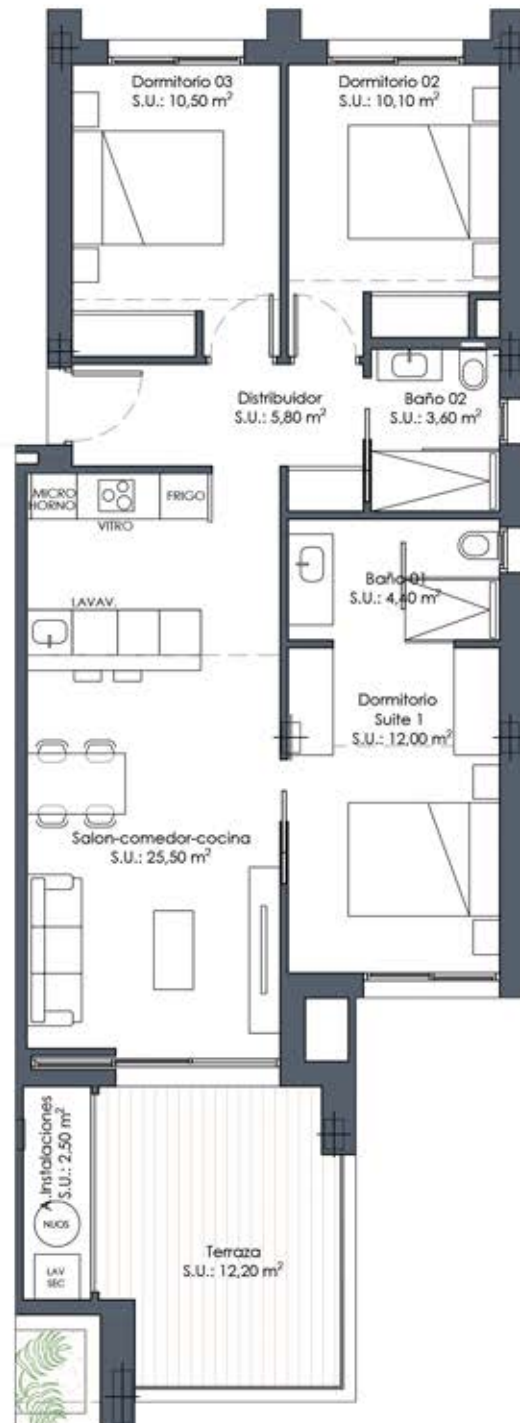 Dormitorio 03
S.U.: 10,50 m²
Dormitorio 02
S.U.: 10,10 m²
Distribuidor
S.U.: 5,80 m²
Baño 02
S.U.: 3,60 m²
MICRO
HORNO
VITRO
FRIGO
LAVAV.
Baño 01
S.U.: 4,40 m²
Dormitorio
Suite 1
S.U.: 12,00 m²
Salon-comedor-cocina
S.U.: 25,50 m²
A.Instalaciones
S.U.: 2,50 m²
NUOS
LAV
SEC
Terraza
S.U.: 12,20 m²